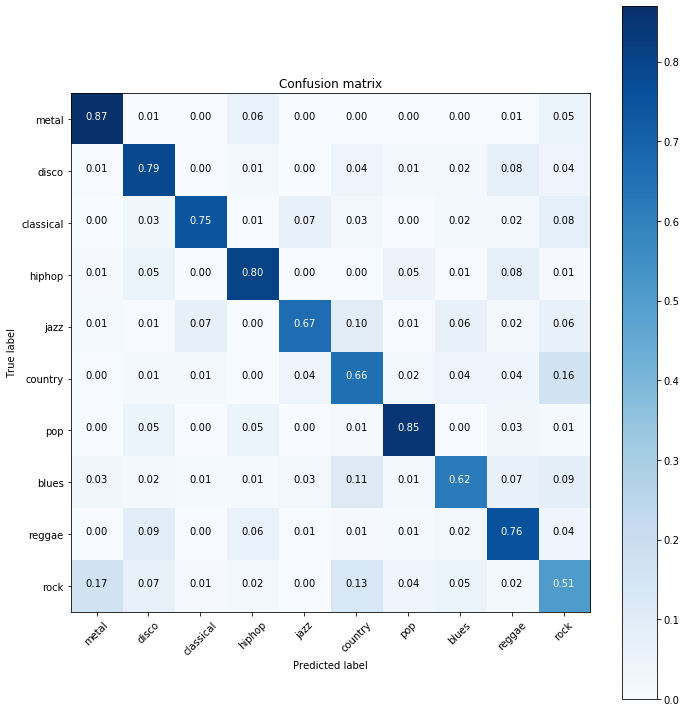 Confusion matrix
metal 0.87 0.01 0.00 0.06 0.00 0.00 0.00 0.00 0.01 0.05
disco 0.01 0.79 0.00 0.01 0.00 0.04 0.01 0.02 0.08 0.04
classical 0.00 0.03 0.75 0.01 0.07 0.03 0.00 0.02 0.02 0.08
hiphop 0.01 0.05 0.00 0.80 0.00 0.00 0.05 0.01 0.08 0.01
jazz 0.01 0.01 0.07 0.00 0.67 0.10 0.01 0.06 0.02 0.06
country 0.00 0.01 0.01 0.00 0.04 0.66 0.02 0.04 0.04 0.16
pop 0.00 0.05 0.00 0.05 0.00 0.01 0.85 0.00 0.03 0.01
blues 0.03 0.02 0.01 0.01 0.03 0.11 0.01 0.62 0.07 0.09
reggae 0.00 0.09 0.00 0.06 0.01 0.01 0.01 0.02 0.76 0.04
rock 0.17 0.07 0.01 0.02 0.00 0.13 0.04 0.05 0.02 0.51
metal disco classical hiphop jazz country pop blues reggae rock
Predicted label
True label
0.8
0.7
0.6
0.5
0.4
0.3
0.2
0.1
0.0